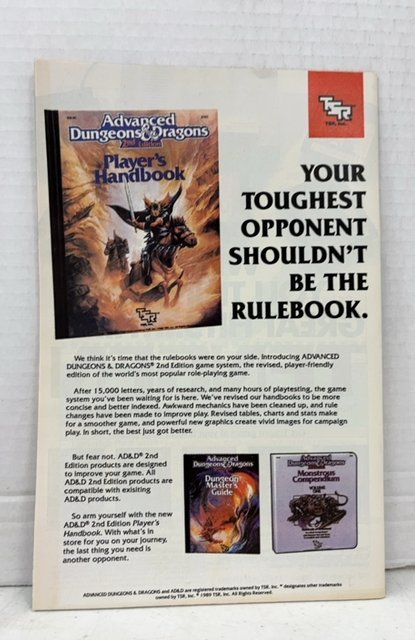 TSR
TSR, Inc.
Advanced
Dungeons & Dragons
2nd Edition
Player's
Handbook
TSR
YOUR
TOUGHEST
OPPONENT
SHOULDN'T
BE THE
RULEBOOK.
We think it's time that the rulebooks were on your side. Introducing ADVANCED
DUNGEONS & DRAGONS® 2nd Edition game system, the revised, player-friendly
edition of the world's most popular role-playing game.
After 15,000 letters, years of research, and many hours of playtesting, the game
system you've been waiting for is here. We've revised our handbooks to be more
concise and better indexed. Awkward mechanics have been cleaned up, and rule
changes have been made to improve play. Revised tables, charts and stats make
for a smoother game, and powerful new graphics create vivid images for campaign
play. In short, the best just got better.
But fear not. AD&D® 2nd
Edition products are designed
to improve your game. All
AD&D 2nd Edition products are
compatible with exisiting
AD&D products.
So arm yourself with the new
AD&D® 2nd Edition Player's
Handbook. With what's in
store for you on your journey,
the last thing you need is
another opponent.
Advanced
Dungeons & Dragons
Dungeon
Master's
Guide
Advanced
Dungeons & Dragons
Monstrous
Compendium
VOLUME
ONE
ADVANCED DUNGEONS & DRAGONS and AD&D are registered trademarks owned by TSR, Inc. ™ designates other trademarks
owned by TSR, Inc. © 1989 TSR, Inc. All Rights Reserved.